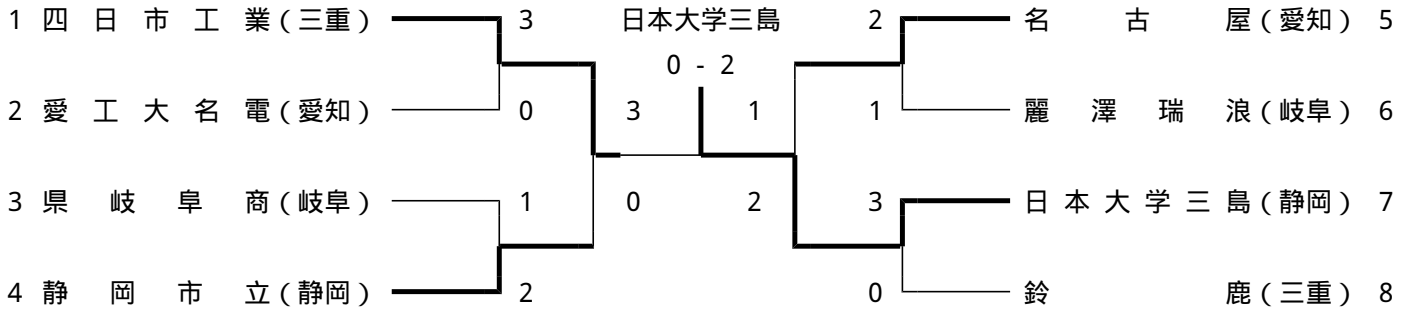 1 四日市工業(三重) 3 日本大学三島 2 名古屋(愛知) 5
0 - 2
2 愛工大名電(愛知) 0 3 1 1 麗澤瑞浪(岐阜) 6
3 県岐阜商(岐阜) 1 0 2 3 日本大学三島(静岡) 7
4 静岡市立(静岡) 2 0 鈴鹿(三重) 8